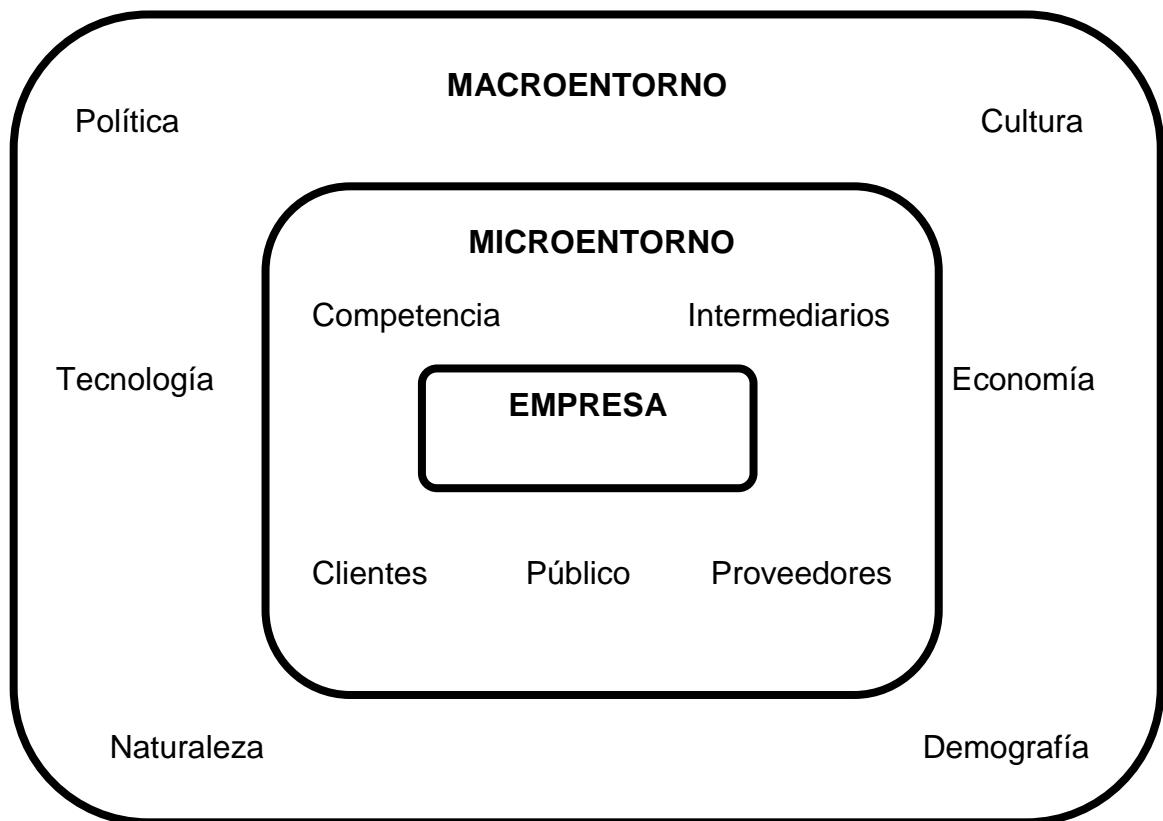 MACROENTORNO
Política
Cultura
MICROENTORNO
Competencia
Intermediarios
Tecnología
Economía
EMPRESA
Clientes
Público
Proveedores
Naturaleza
Demografía